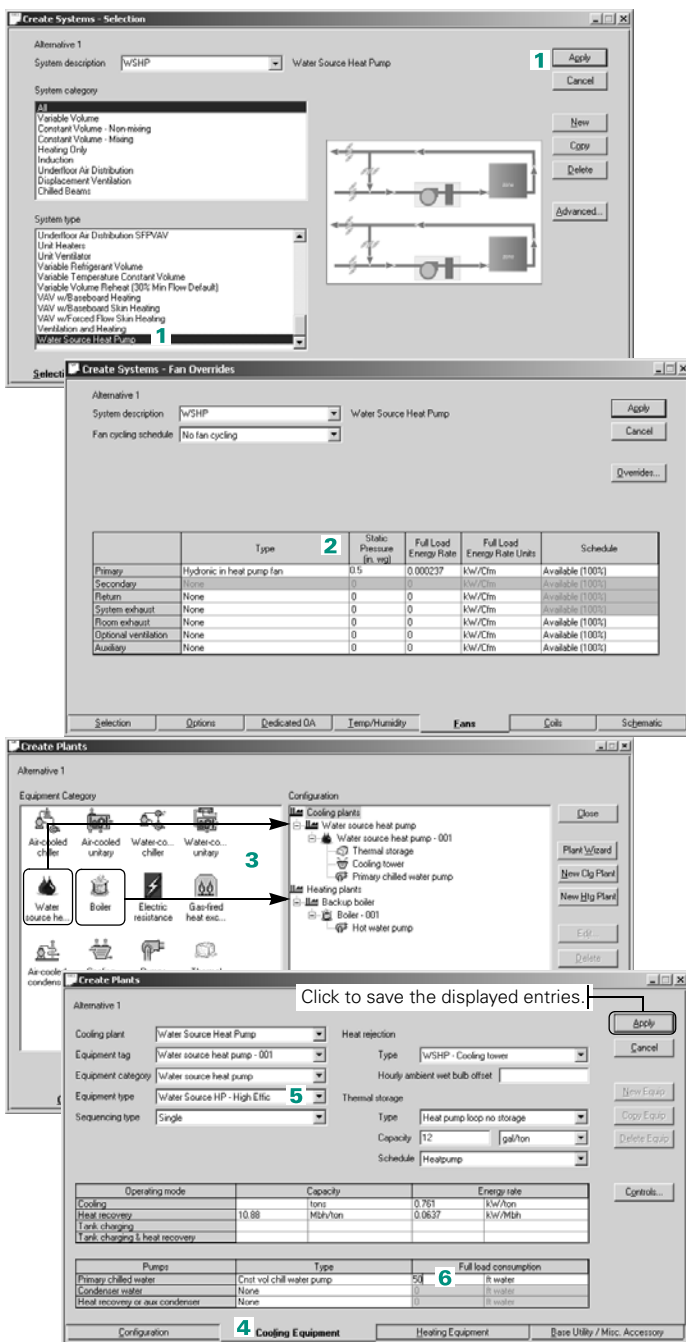 Create Systems - Selection
Alternative 1
System description WSHP Water Source Heat Pump
1 Apply
Cancel
System category
All
Variable Volume
Constant Volume - Non-mixing
Constant Volume - Mixing
Heating Only
Induction
Underfloor Air Distribution
Displacement Ventilation
Chilled Beams
New
Copy
Delete
Advanced...
System type
Underfloor Air Distribution SFPVAV
Unit Heaters
Unit Ventilator
Variable Refrigerant Volume
Variable Temperature Constant Volume
Variable Volume Reheat (30% Min Flow Default)
VAV w/Baseboard Heating
VAV w/Baseboard Skin Heating
VAV w/Forced Flow Skin Heating
Ventilation and Heating
Water Source Heat Pump 1
Selecti
Create Systems - Fan Overrides
Alternative 1
System description WSHP Water Source Heat Pump
Fan cycling schedule No fan cycling
Apply
Cancel
Overrides...
Type 2 Static Pressure (in. wg) Full Load Energy Rate Full Load Energy Rate Units Schedule
Primary Hydronic in heat pump fan 0.5 0.000237 kW/Cfm Available (100%)
Secondary None 0 0 kW/Cfm Available (100%)
Return None 0 0 kW/Cfm Available (100%)
System exhaust None 0 0 kW/Cfm Available (100%)
Room exhaust None 0 0 kW/Cfm Available (100%)
Optional ventilation None 0 0 kW/Cfm Available (100%)
Auxiliary None 0 0 kW/Cfm Available (100%)
Selection Options Dedicated OA Temp/Humidity Fans Coils Schematic
Create Plants
Alternative 1
Equipment Category
Air-cooled chiller
Air-cooled unitary
Water-co... chiller
Water-co... unitary
3
Water source he...
Boiler
Electric resistance
Gas-fired heat exc...
Configuration
Cooling plants
Water source heat pump
Water source heat pump - 001
Thermal storage
Cooling tower
Primary chilled water pump
Heating plants
Backup boiler
Boiler - 001
Hot water pump
Close
Plant Wizard
New Clg Plant
New Htg Plant
Edit...
Delete
Create Plants
Click to save the displayed entries.
Alternative 1
Cooling plant Water Source Heat Pump
Equipment tag Water source heat pump - 001
Equipment category Water source heat pump
Equipment type Water Source HP - High Effic 5
Sequencing type Single
Heat rejection
Type WSHP - Cooling tower
Hourly ambient wet bulb offset
Thermal storage
Type Heat pump loop no storage
Capacity 12 gal/ton
Schedule Heatpump
Apply
Cancel
New Equip
Copy Equip
Delete Equip
Controls...
Operating mode Capacity Energy rate
Cooling tons 0.761 kW/ton
Heat recovery 10.88 Mbh/ton 0.0637 kW/Mbh
Tank charging
Tank charging & heat recovery
Pumps Type Full load consumption
Primary chilled water Cnst vol chill water pump 50 6 ft water
Condenser water None 0 ft water
Heat recovery or aux condenser None 0 ft water
Configuration 4 Cooling Equipment Heating Equipment Base Utility / Misc. Accessory